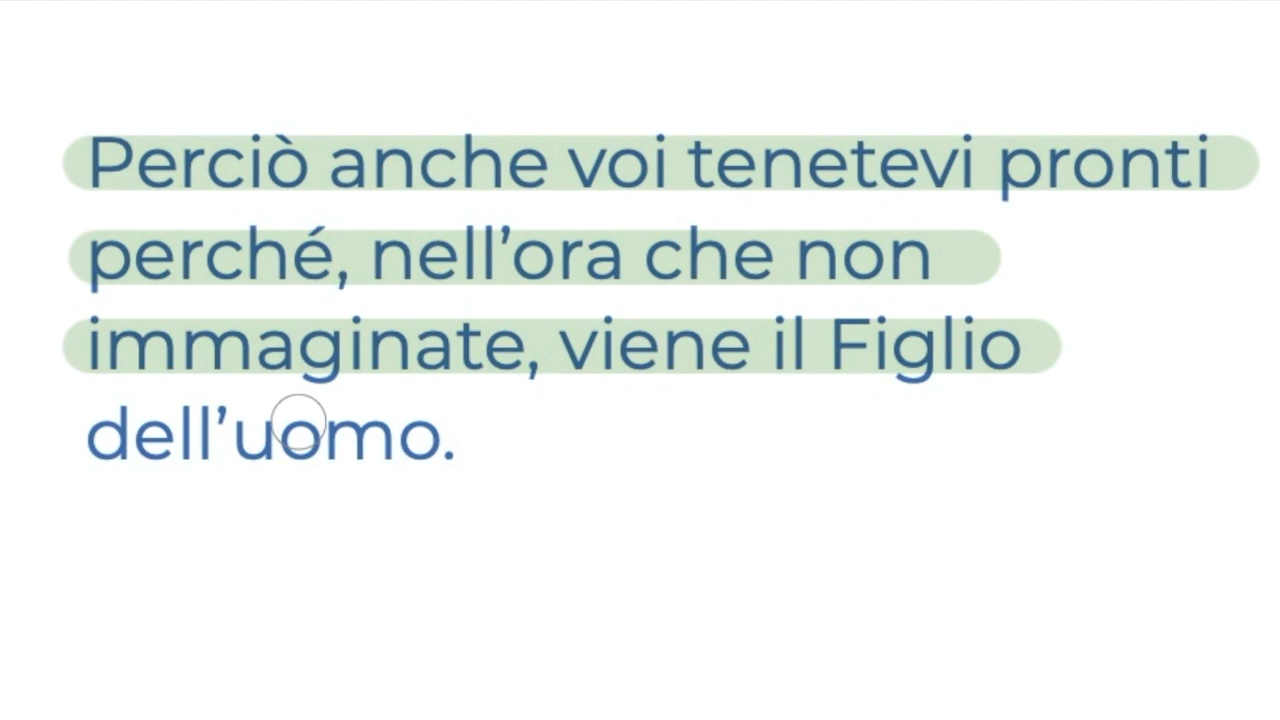 Perciò anche voi tenetevi pronti
perché, nell’ora che non
immaginate, viene il Figlio
dell’uomo.